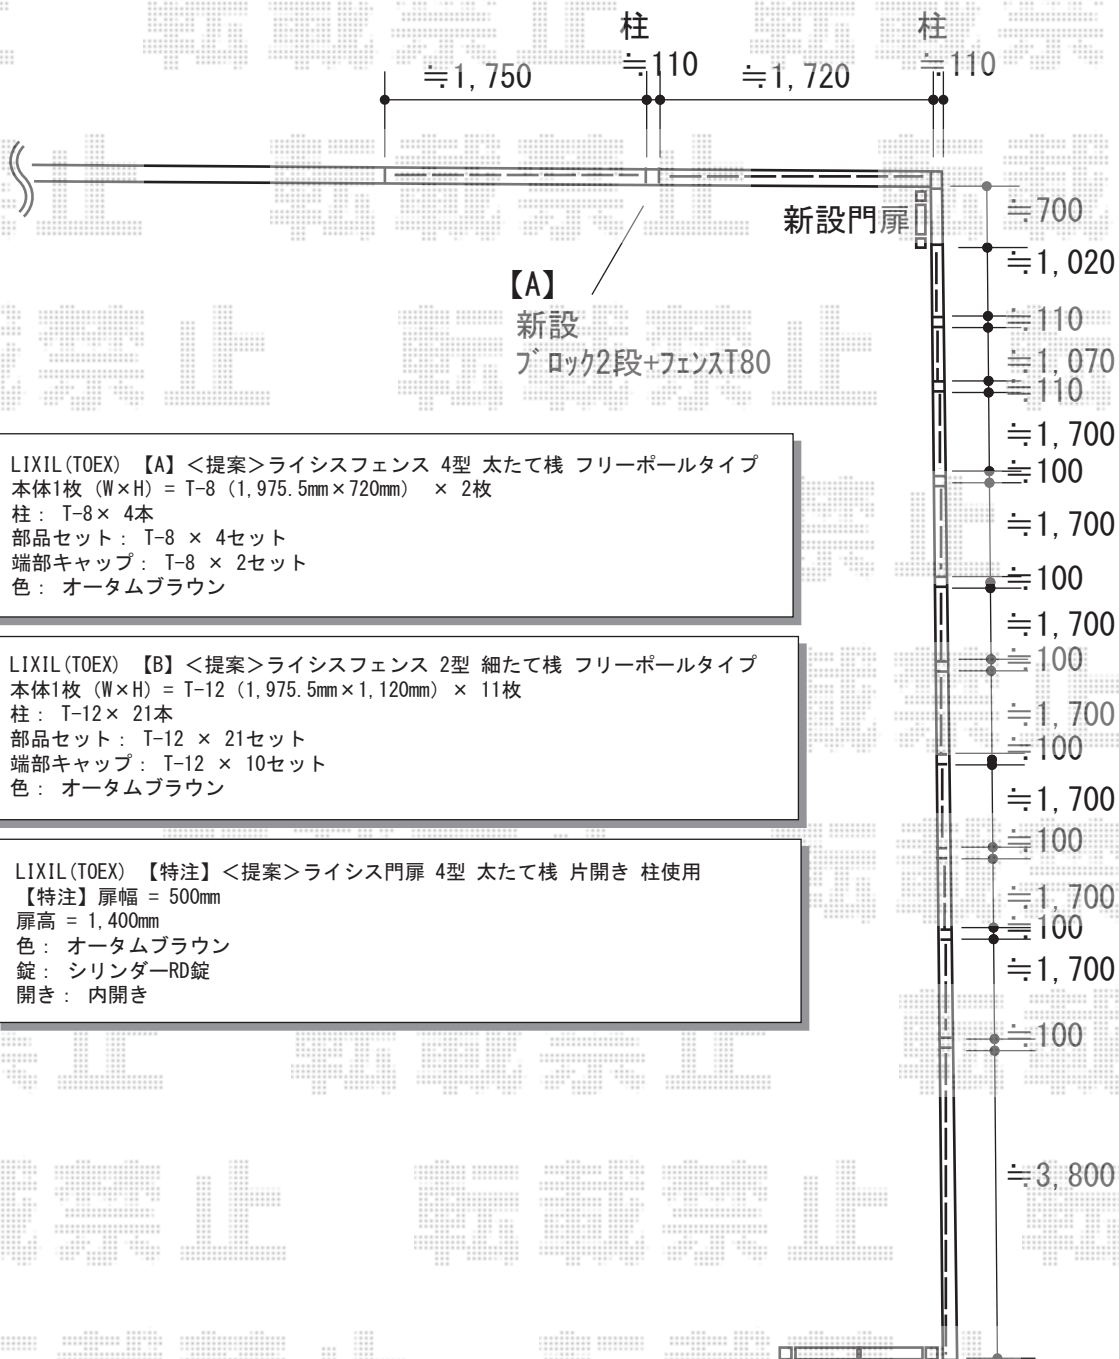 柱
柱
≒1,750
≒110
≒1,720
≒110
新設門扉
≒700
≒1,020
≒110
≒1,070
≒110
≒1,700
≒100
≒1,700
≒100
≒1,700
≒100
≒1,700
≒100
≒1,700
≒100
≒1,700
≒100
≒1,700
≒100
≒3,800
【A】
新設
ブロック2段+フェンスT80
LIXIL(TOEX) 【A】<提案>ライシスフェンス 4型 太たて桟 フリーポールタイプ
本体1枚 (W×H) = T-8 (1,975.5mm×720mm) × 2枚
柱: T-8× 4本
部品セット: T-8 × 4セット
端部キャップ: T-8 × 2セット
色: オータムブラウン
LIXIL(TOEX) 【B】<提案>ライシスフェンス 2型 細たて桟 フリーポールタイプ
本体1枚 (W×H) = T-12 (1,975.5mm×1,120mm) × 11枚
柱: T-12× 21本
部品セット: T-12 × 21セット
端部キャップ: T-12 × 10セット
色: オータムブラウン
LIXIL(TOEX) 【特注】<提案>ライシス門扉 4型 太たて桟 片開き 柱使用
【特注】扉幅 = 500mm
扉高 = 1,400mm
色: オータムブラウン
錠: シリンダーRD錠
開き: 内開き
転載禁止